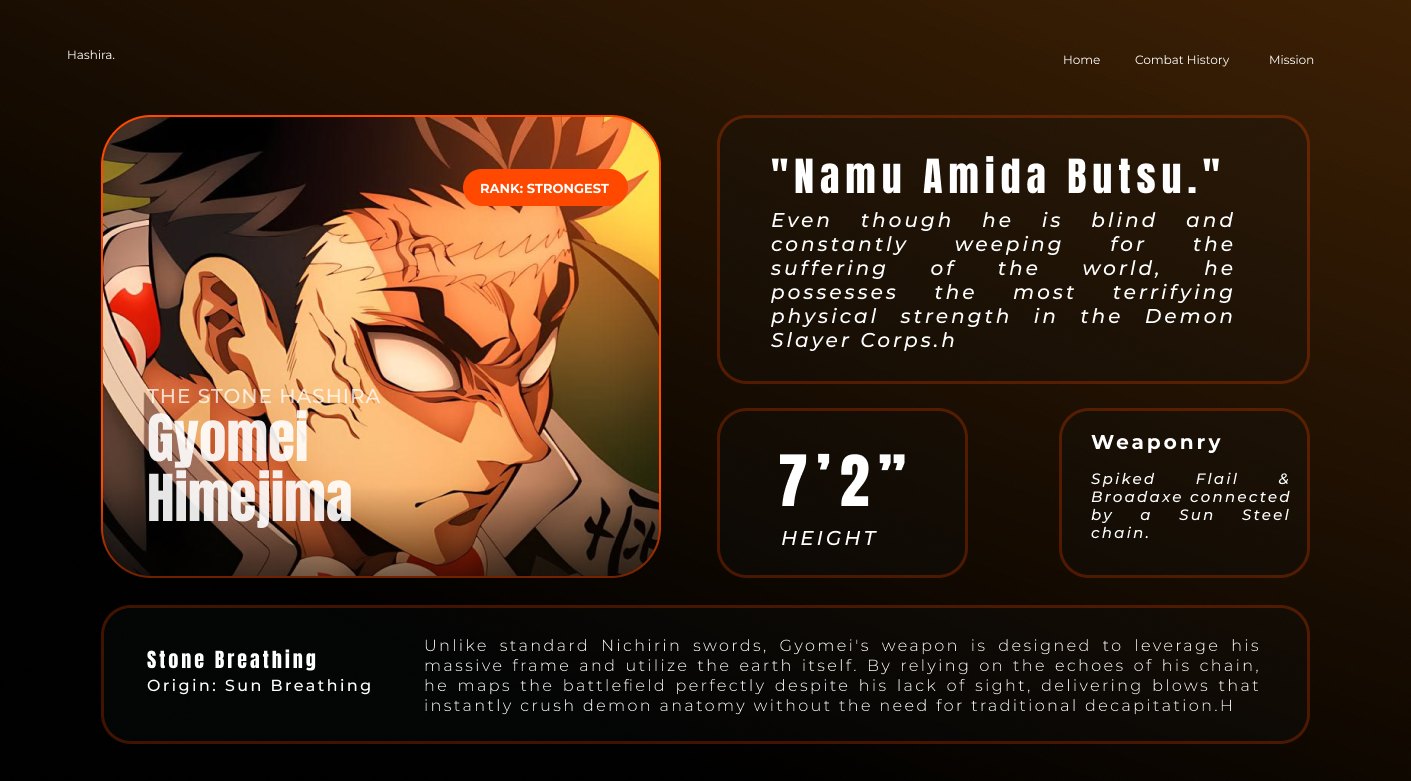 Hashira.
Home
Combat History
Mission
RANK: STRONGEST
THE STONE HASHIRA
Gyomei
Himejima
"Namu Amida Butsu."
Even though he is blind and
constantly weeping for the
suffering of the world, he
possesses the most terrifying
physical strength in the Demon
Slayer Corps.h
7’2”
HEIGHT
Weaponry
Spiked Flail &
Broadaxe connected
by a Sun Steel
chain.
Stone Breathing
Origin: Sun Breathing
Unlike standard Nichirin swords, Gyomei's weapon is designed to leverage his
massive frame and utilize the earth itself. By relying on the echoes of his chain,
he maps the battlefield perfectly despite his lack of sight, delivering blows that
instantly crush demon anatomy without the need for traditional decapitation.H